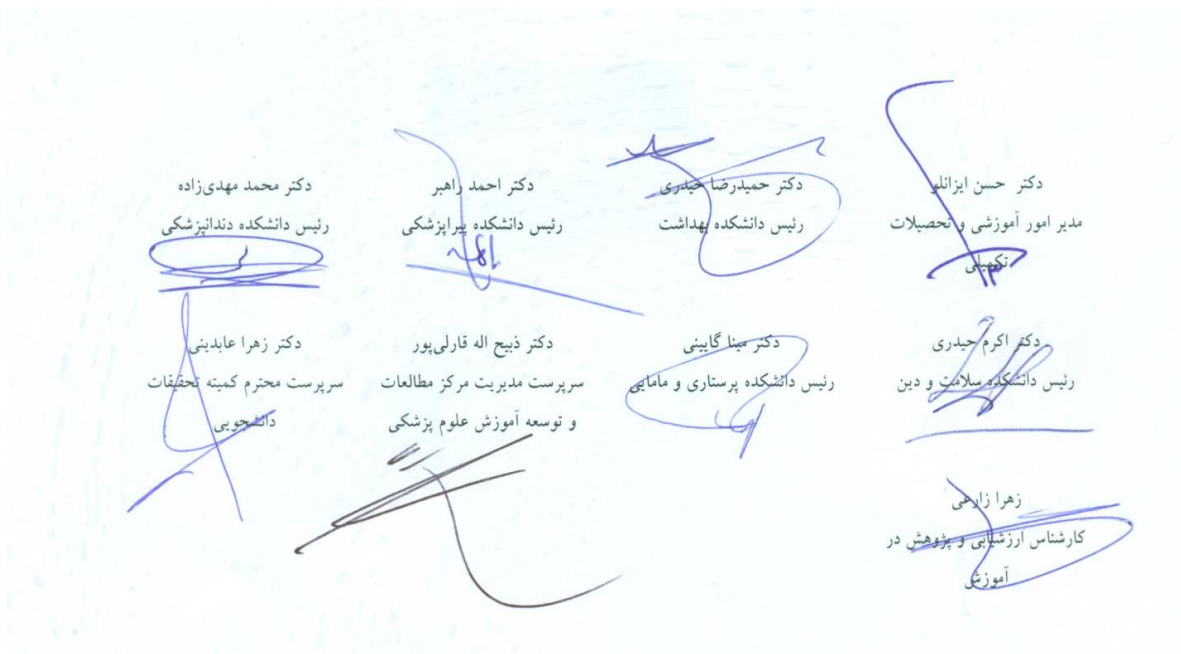 دکتر حسن ایزانلو
مدیر امور آموزشی و تحصیلات
تکمیلی
دکتر حمیدرضا حیدری
رئیس دانشکده بهداشت
دکتر احمد راهبر
رئیس دانشکده پیراپزشکی
دکتر محمد مهدی‌زاده
رئیس دانشکده دندانپزشکی
دکتر اکرم حیدری
رئیس دانشکده سلامت و دین
دکتر مینا گایینی
رئیس دانشکده پرستاری و مامایی
دکتر ذبیح اله قارلی‌پور
سرپرست مدیریت مرکز مطالعات
و توسعه آموزش علوم پزشکی
دکتر زهرا عابدینی
سرپرست محترم کمیته تحقیقات
دانشجویی
زهرا زارعی
کارشناس ارزشیابی و پژوهش در
آموزش